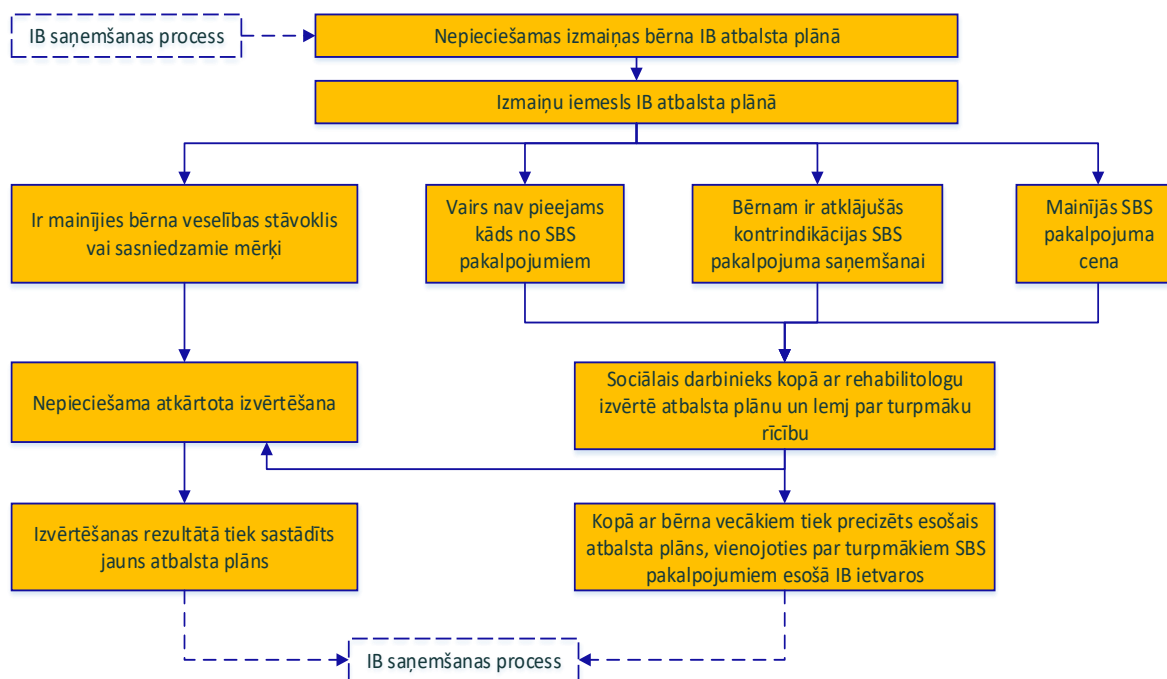 IB saņemšanas process
Nepieciešamas izmaiņas bērna IB atbalsta plānā
Izmaiņu iemesls IB atbalsta plānā
Ir mainījies bērna veselības stāvoklis
vai sasniedzamie mērķi
Vairs nav pieejams
kāds no SBS
pakalpojumiem
Bērnam ir atklājušās
kontrindikācijas SBS
pakalpojuma saņemšanai
Mainījās SBS
pakalpojuma
cena
Nepieciešama atkārtota izvērtēšana
Sociālais darbinieks kopā ar rehabilitologu
izvērtē atbalsta plānu un lemj par turpmāku
rīcību
Izvērtēšanas rezultātā tiek sastādīts
jauns atbalsta plāns
Kopā ar bērna vecākiem tiek precizēts esošais
atbalsta plāns, vienojoties par turpmākiem SBS
pakalpojumiem esošā IB ietvaros
IB saņemšanas process